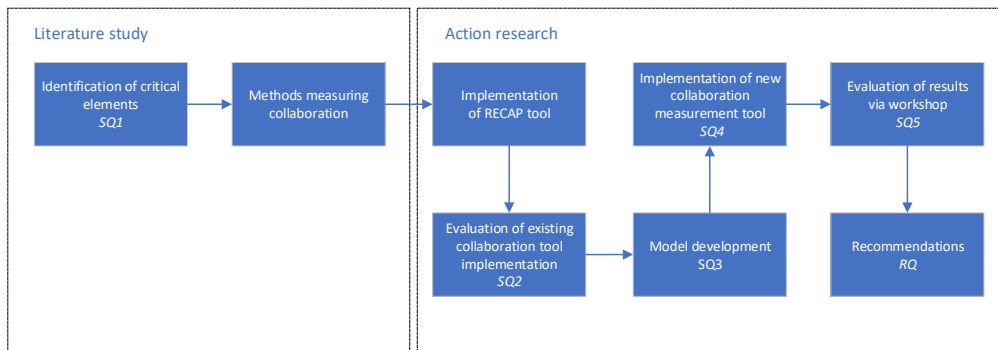 Literature study
Identification of critical
elements
SQ1
Methods measuring
collaboration
Action research
Implementation
of RECAP tool
Evaluation of existing
collaboration tool
implementation
SQ2
Model development
SQ3
Implementation of new
collaboration
measurement tool
SQ4
Evaluation of results
via workshop
SQ5
Recommendations
RQ